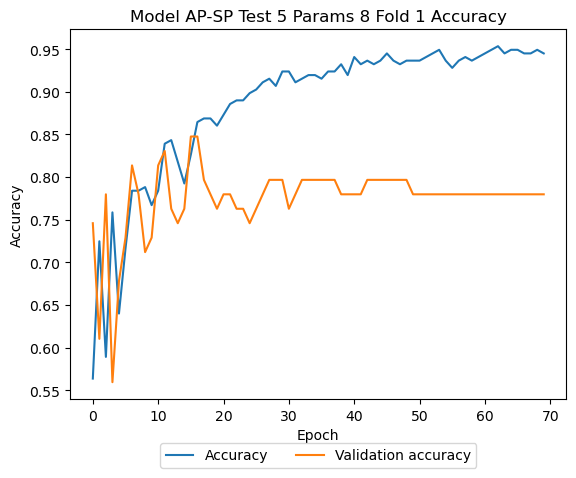 Model AP-SP Test 5 Params 8 Fold 1 Accuracy
Accuracy
0.95
0.90
0.85
0.80
0.75
0.70
0.65
0.60
0.55
0 10 20 30 40 50 60 70
Epoch
Accuracy Validation accuracy